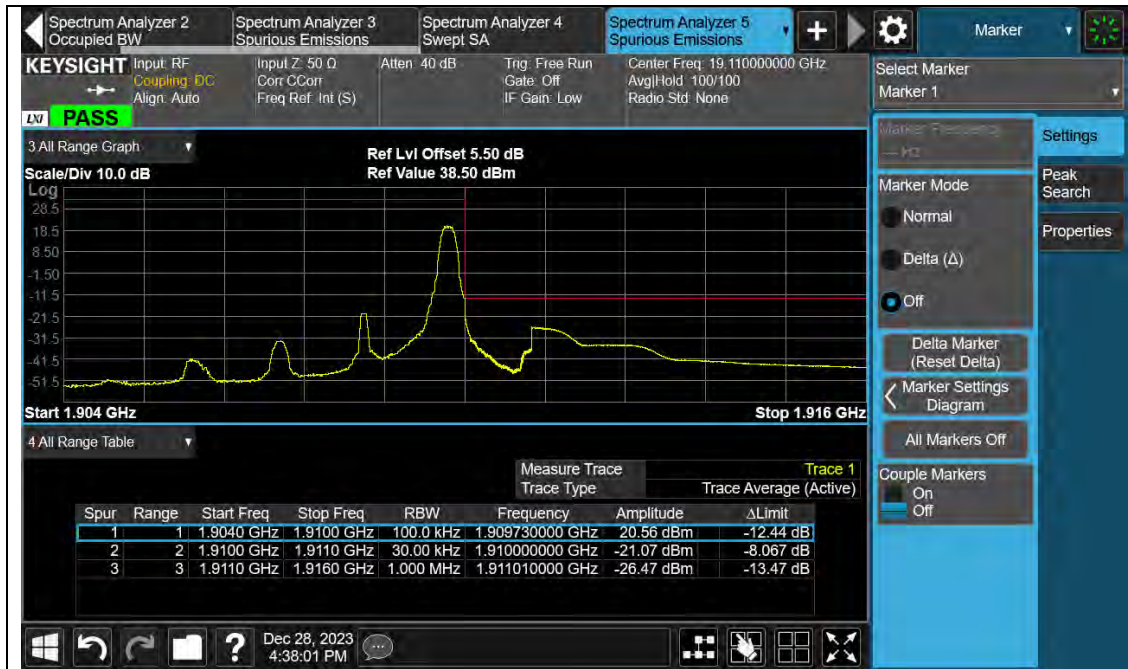 Spectrum Analyzer 2
Occupied BW
Spectrum Analyzer 3
Spurious Emissions
Spectrum Analyzer 4
Swept SA
Spectrum Analyzer 5
Spurious Emissions
+
Marker
KEYSIGHT
Input: RF
Coupling: DC
Align: Auto
Input Z: 50 Ω
Corr CCorr
Freq Ref: Int (S)
Atten: 40 dB
Trig: Free Run
Gate: Off
IF Gain: Low
Center Freq: 19.110000000 GHz
Avg|Hold: 100/100
Radio Std: None
LXI PASS
Select Marker
Marker 1
Marker Frequency
--- Hz
Settings
Peak
Search
Properties
Marker Mode
Normal
Delta (Δ)
Off
Delta Marker
(Reset Delta)
Marker Settings
Diagram
All Markers Off
Couple Markers
On
Off
3 All Range Graph
Scale/Div 10.0 dB
Ref Lvl Offset 5.50 dB
Ref Value 38.50 dBm
Log
28.5
18.5
8.50
-1.50
-11.5
-21.5
-31.5
-41.5
-51.5
Start 1.904 GHz
Stop 1.916 GHz
4 All Range Table
Measure Trace Trace 1
Trace Type Trace Average (Active)
Spur Range Start Freq Stop Freq RBW Frequency Amplitude ΔLimit
1 1 1.9040 GHz 1.9100 GHz 100.0 kHz 1.909730000 GHz 20.56 dBm -12.44 dB
2 2 1.9100 GHz 1.9110 GHz 30.00 kHz 1.910000000 GHz -21.07 dBm -8.067 dB
3 3 1.9110 GHz 1.9160 GHz 1.000 MHz 1.911010000 GHz -26.47 dBm -13.47 dB
?
Dec 28, 2023
4:38:01 PM